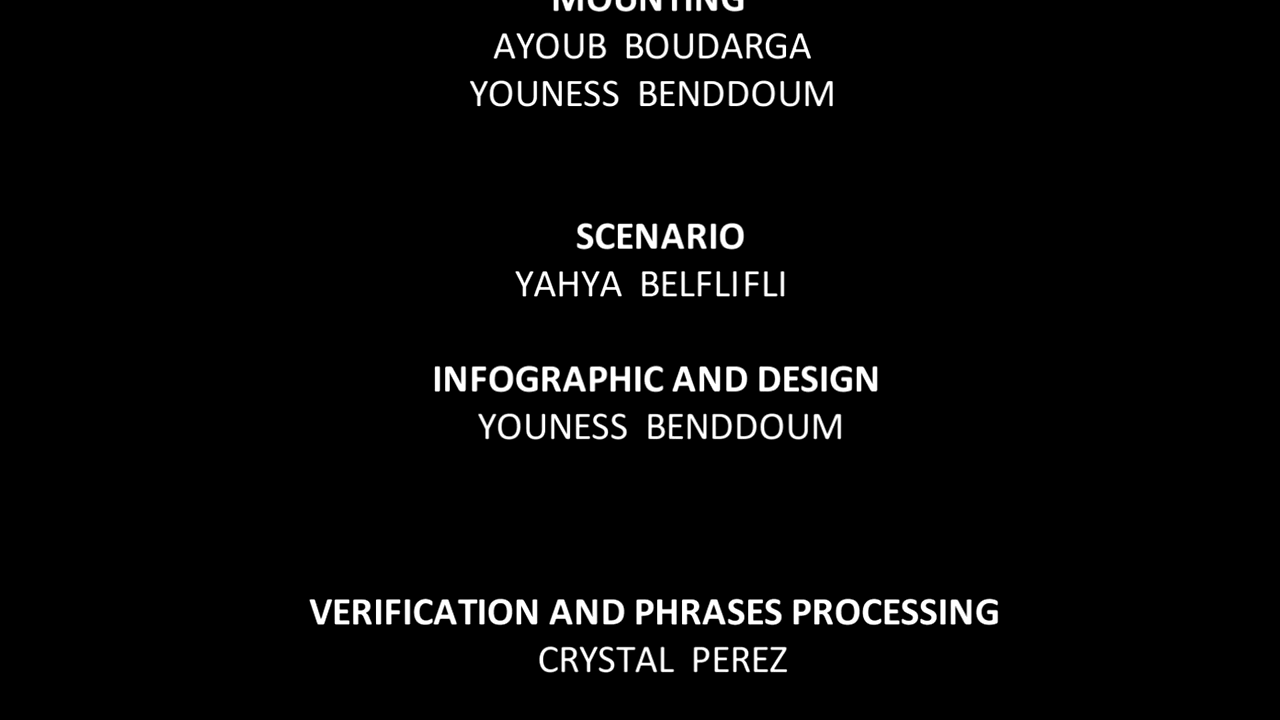 MOUNTING
AYOUB BOUDARGA
YOUNESS BENDDOUM
SCENARIO
YAHYA BELFLIFLI
INFOGRAPHIC AND DESIGN
YOUNESS BENDDOUM
VERIFICATION AND PHRASES PROCESSING
CRYSTAL PEREZ